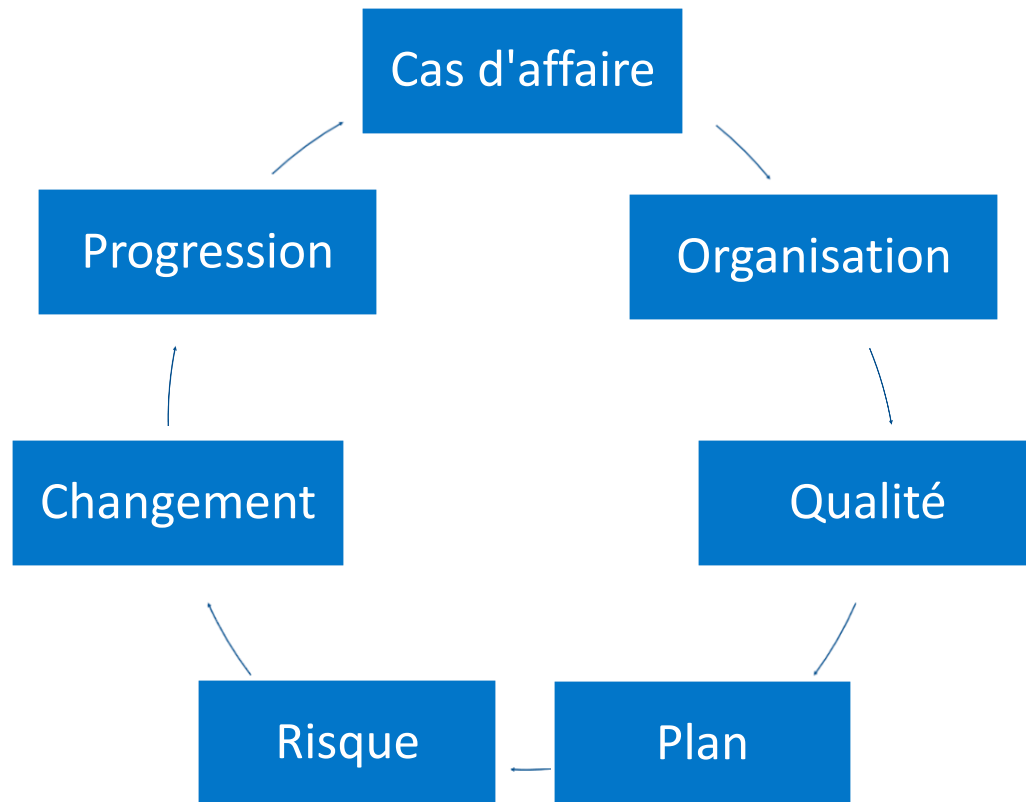 Cas d'affaire
Organisation
Qualité
Plan
Risque
Changement
Progression